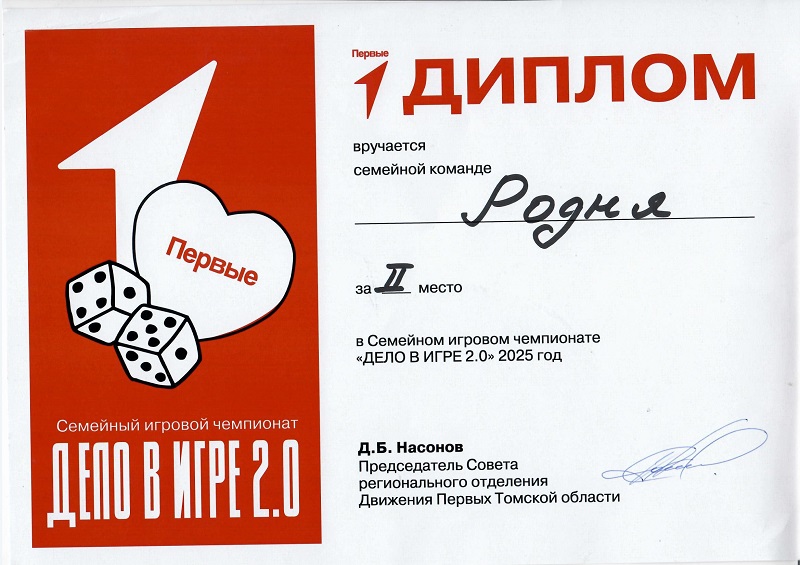 Первые
Семейный игровой чемпионат
ДЕЛО В ИГРЕ 2.0
Первые
ДИПЛОМ
вручается
семейной команде
Родня
за II место
в Семейном игровом чемпионате
«ДЕЛО В ИГРЕ 2.0» 2025 год
Д.Б. Насонов
Председатель Совета
регионального отделения
Движения Первых Томской области